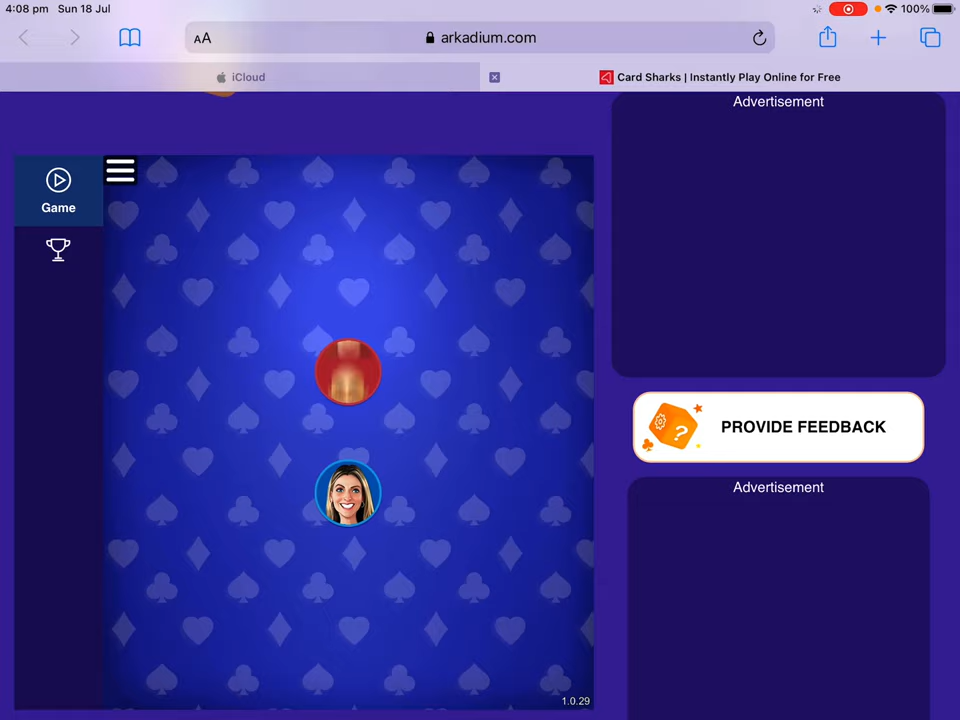 4:08 pm Sun 18 Jul
100%
AA
arkadium.com
iCloud
Card Sharks | Instantly Play Online for Free
Advertisement
Game
?
PROVIDE FEEDBACK
Advertisement
1.0.29